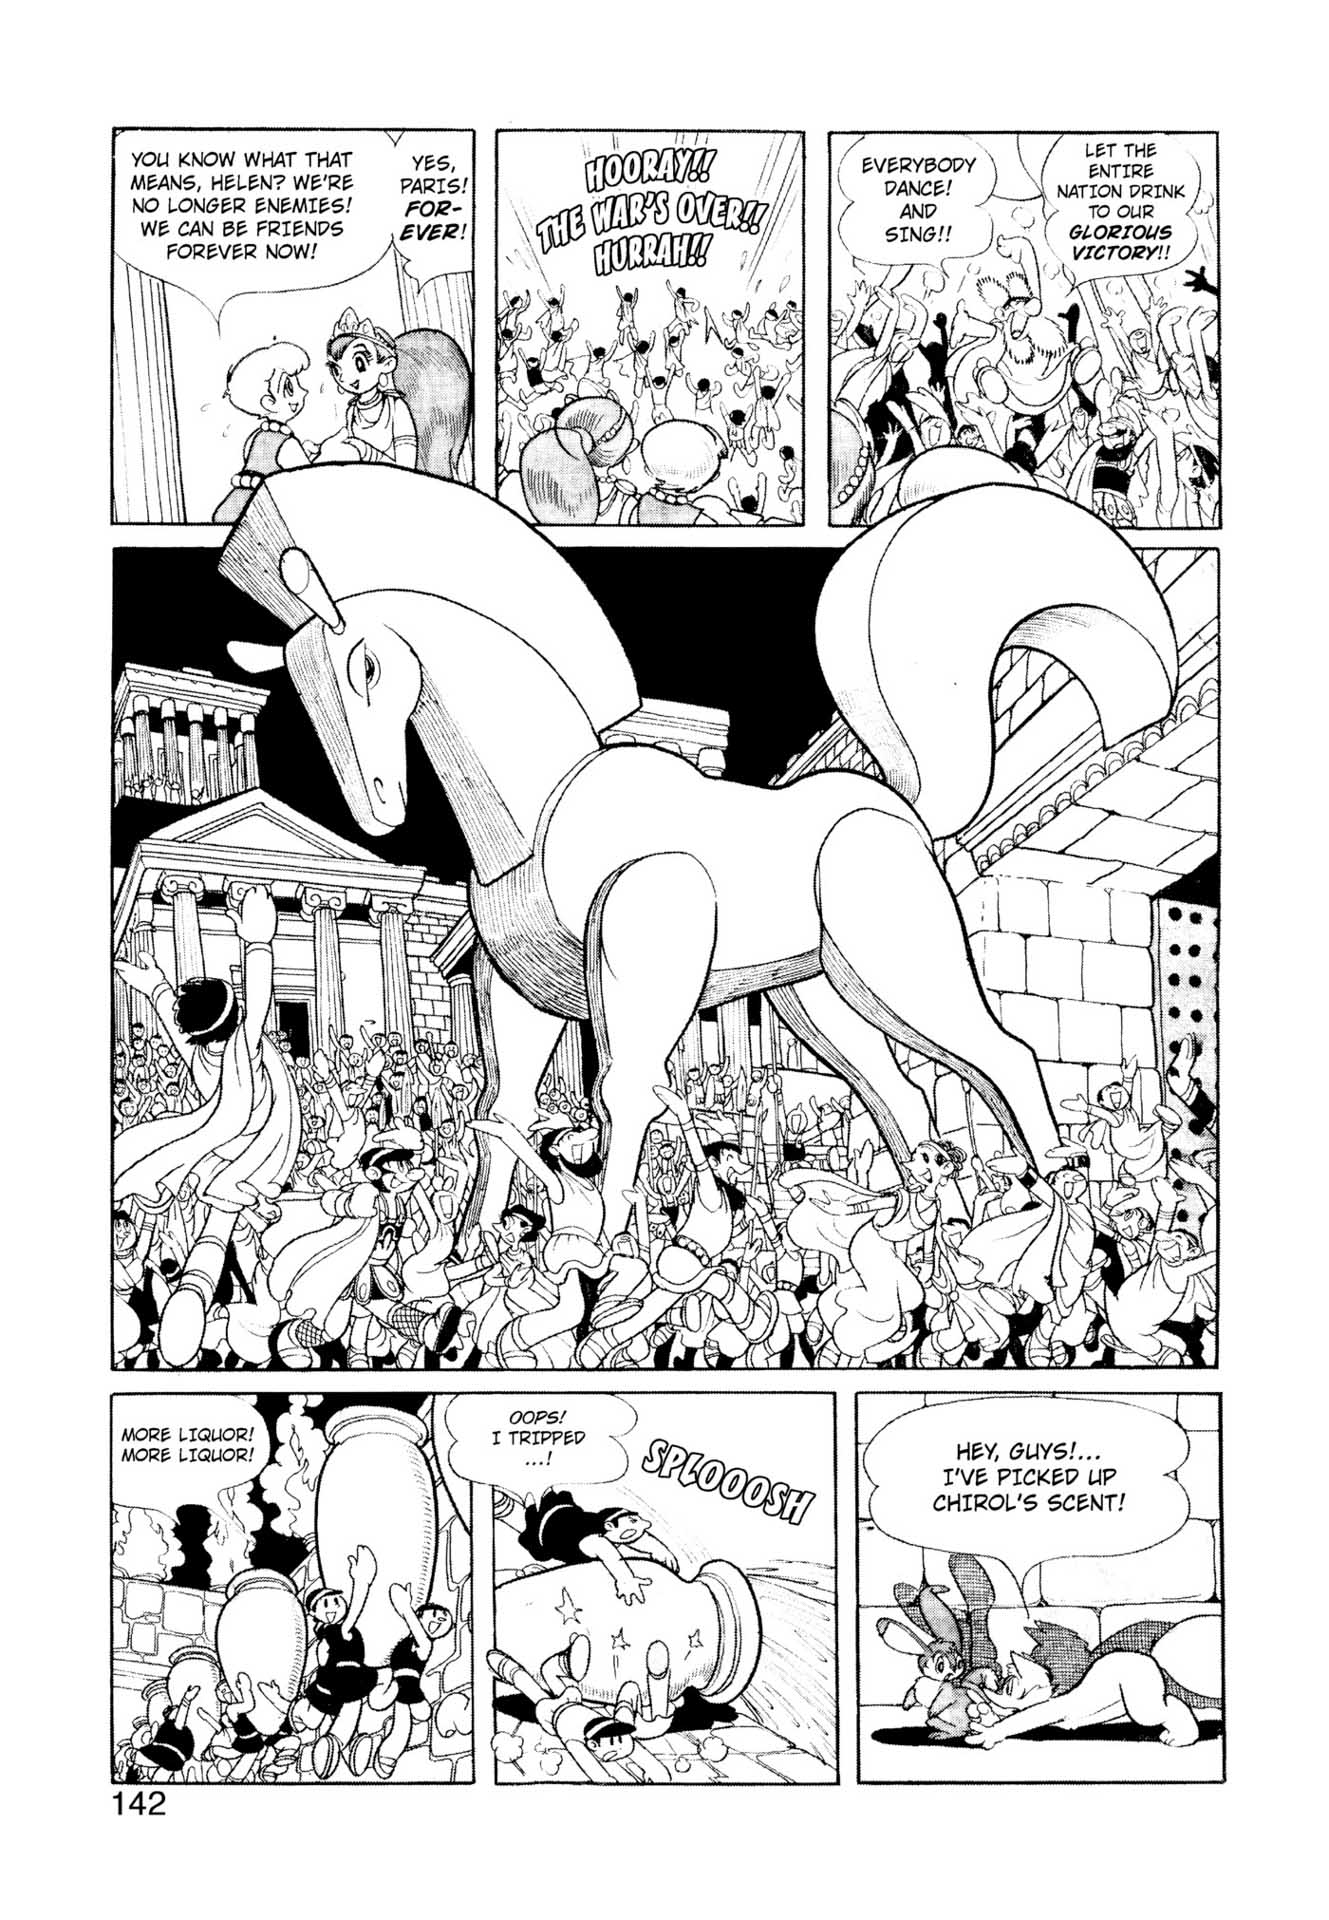 YOU KNOW WHAT THAT
MEANS, HELEN? WE'RE
NO LONGER ENEMIES!
WE CAN BE FRIENDS
FOREVER NOW!
YES,
PARIS!
FOR-
EVER!
HOORAY!!
THE WAR'S OVER!!
HURRAH!!
EVERYBODY
DANCE!
AND
SING!!
LET THE
ENTIRE
NATION DRINK
TO OUR
GLORIOUS
VICTORY!!
MORE LIQUOR!
MORE LIQUOR!
OOPS!
I TRIPPED
...!
SPLOOOSH
HEY, GUYS!...
I'VE PICKED UP
CHIROL'S SCENT!
142